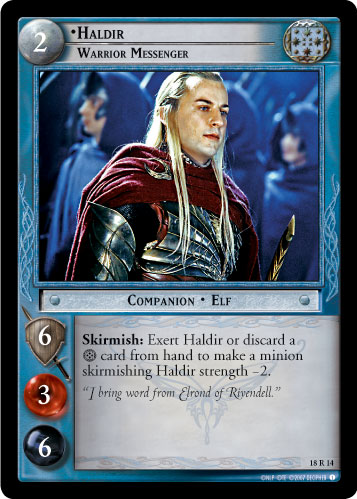 2
•Haldir
Warrior Messenger
Companion • Elf
6
3
6
Skirmish: Exert Haldir or discard a
card from hand to make a minion
skirmishing Haldir strength –2.
"I bring word from Elrond of Rivendell."
18 R 14